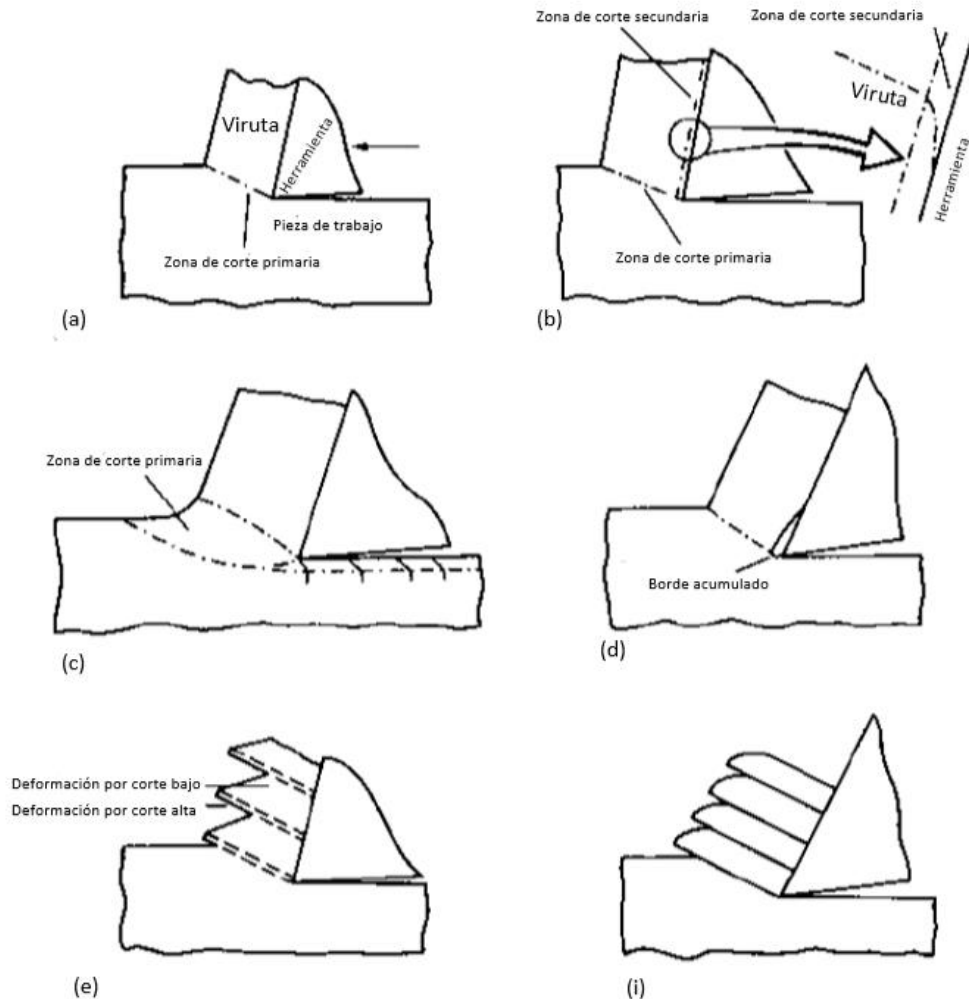 Zona de corte secundaria
Zona de corte secundaria
Viruta
Herramienta
Pieza de trabajo
Zona de corte primaria
(a)
Viruta
Herramienta
Zona de corte primaria
(b)
Zona de corte primaria
(c)
Borde acumulado
(d)
Deformación por corte bajo
Deformación por corte alta
(e)
(i)